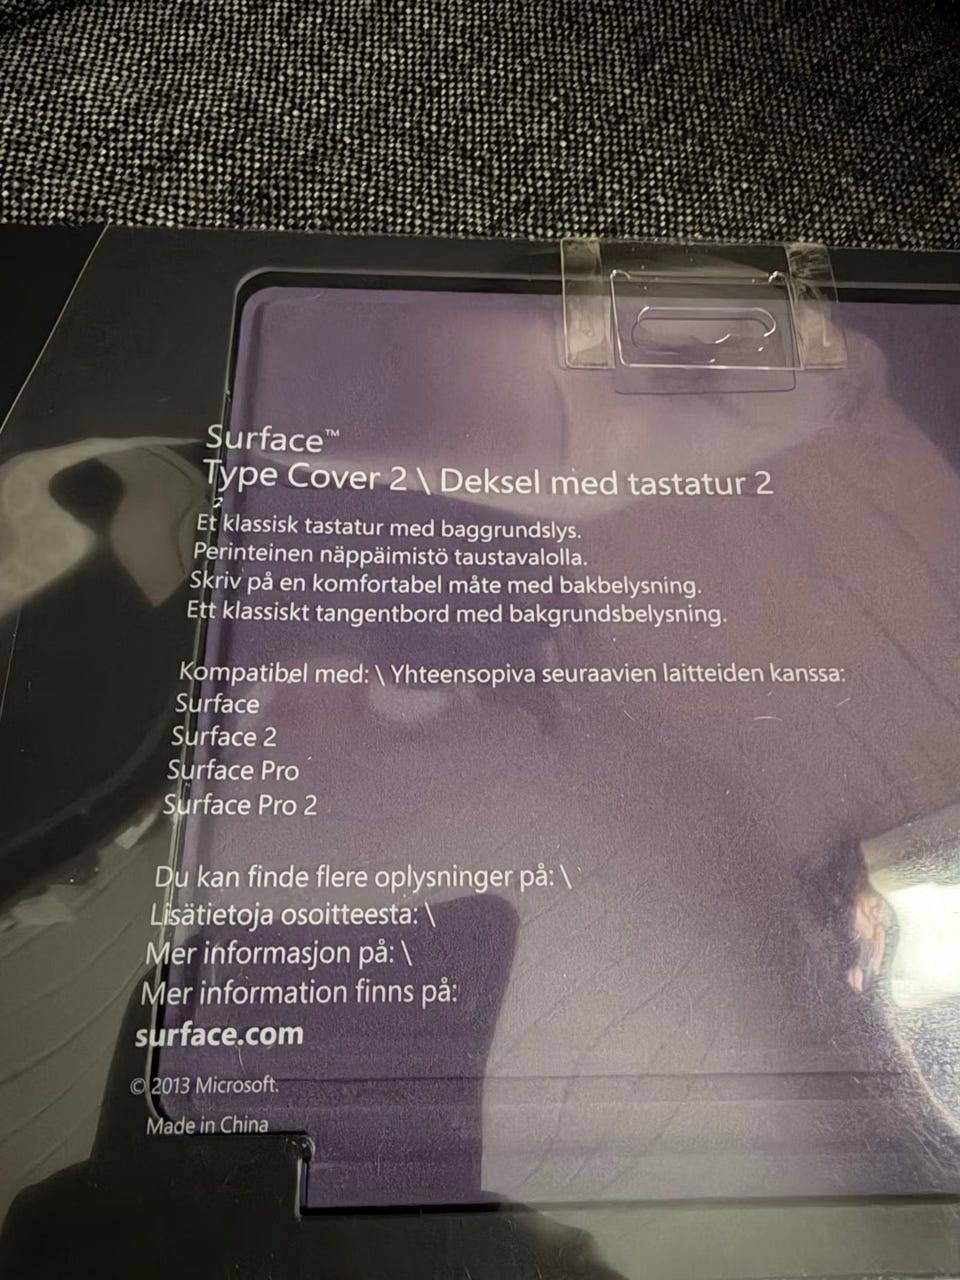 Surface™
Type Cover 2 \ Deksel med tastatur 2
Et klassisk tastatur med baggrundslys.
Perinteinen näppäimistö taustavalolla.
Skriv på en komfortabel måte med bakbelysning.
Ett klassiskt tangentbord med bakgrundsbelysning.
Kompatibel med: \ Yhteensopiva seuraavien laitteiden kanssa:
Surface
Surface 2
Surface Pro
Surface Pro 2
Du kan finde flere oplysninger på: \
Lisätietoja osoitteesta: \
Mer informasjon på: \
Mer information finns på:
surface.com
© 2013 Microsoft.
Made in China